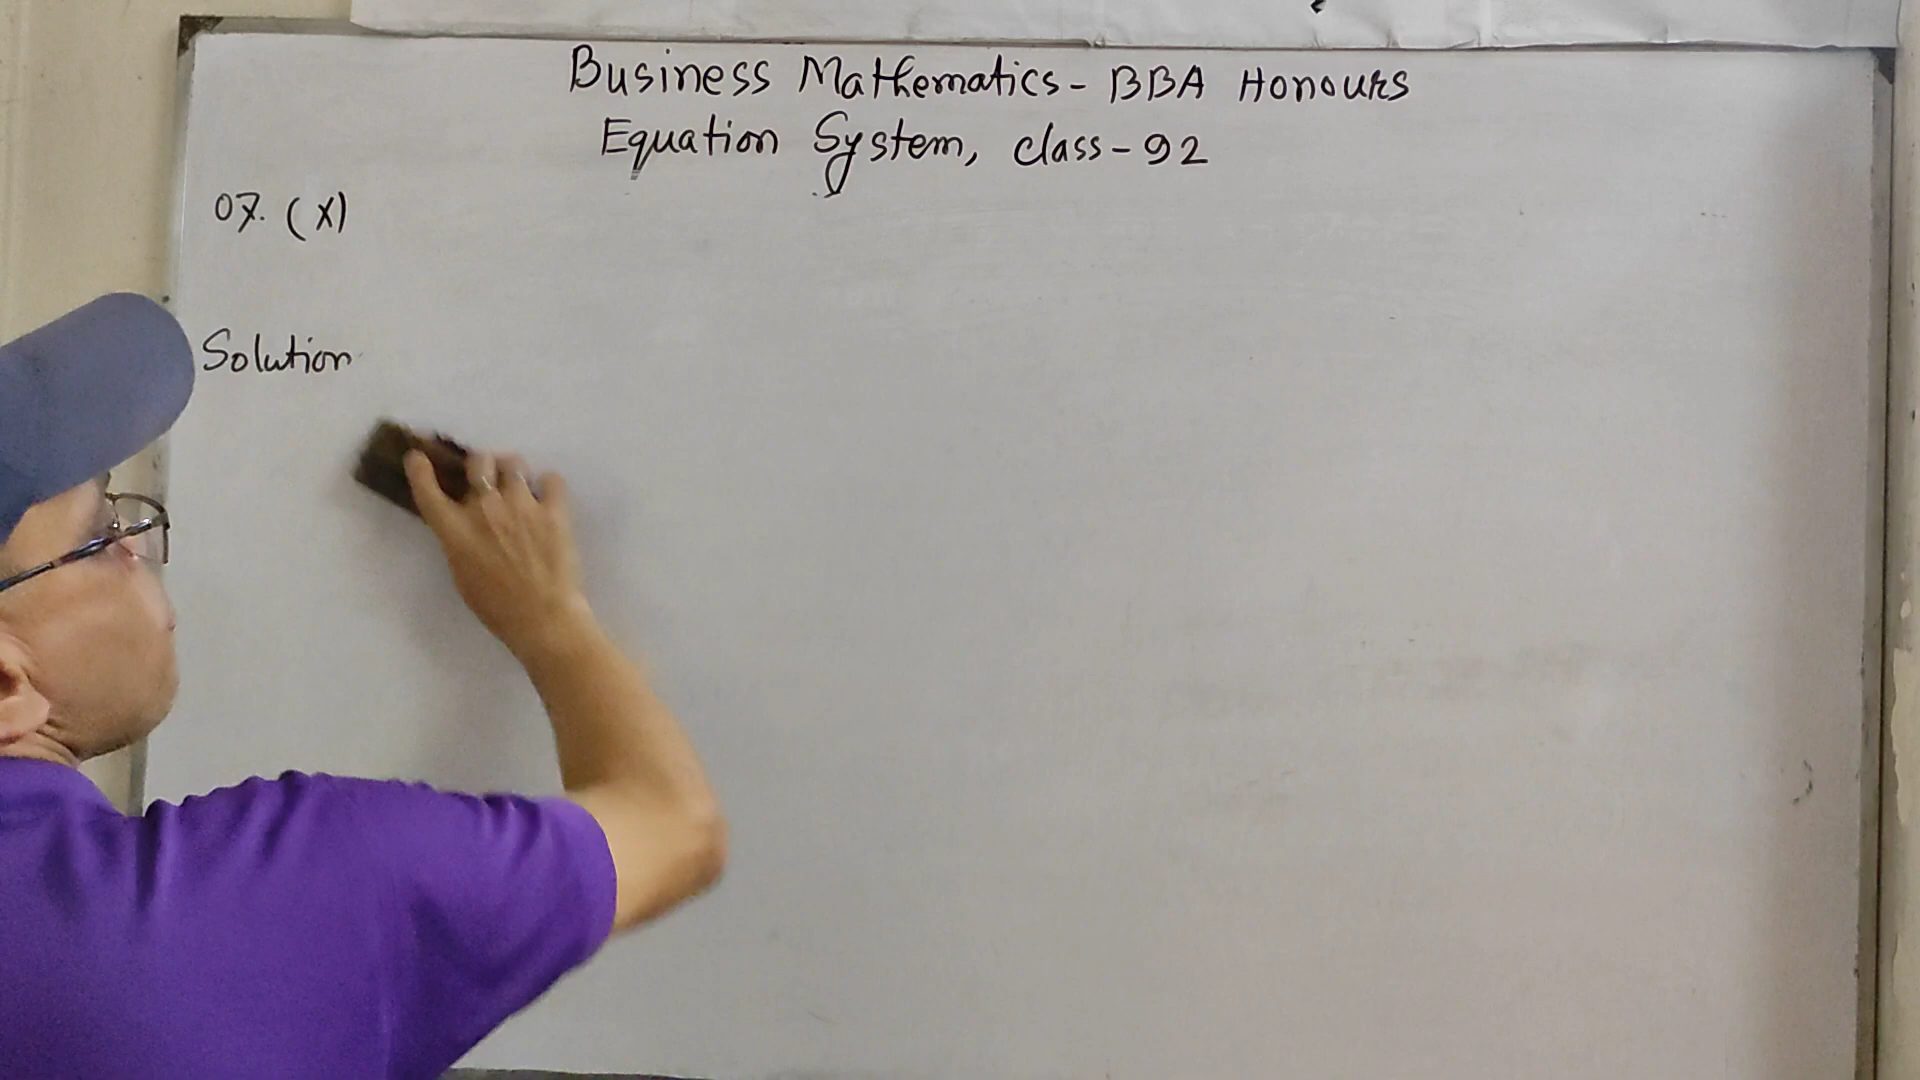 Business Mathematics - BBA Honours
Equation System, class - 92
07. (X)
Solution